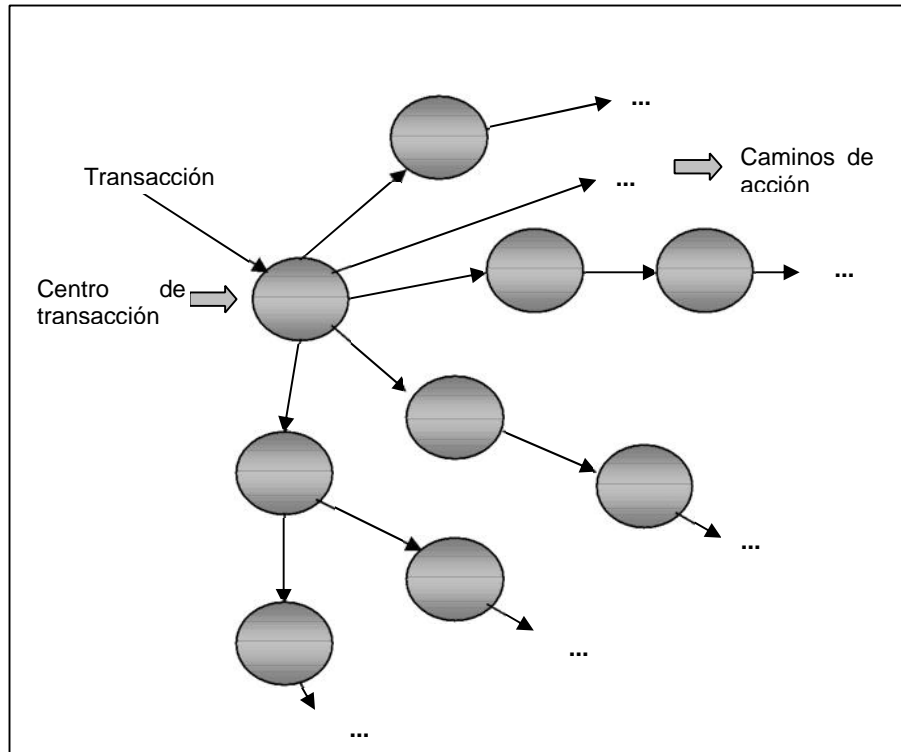 ...
Transacción
...
Caminos de
acción
...
Centro de
transacción
...
...
...